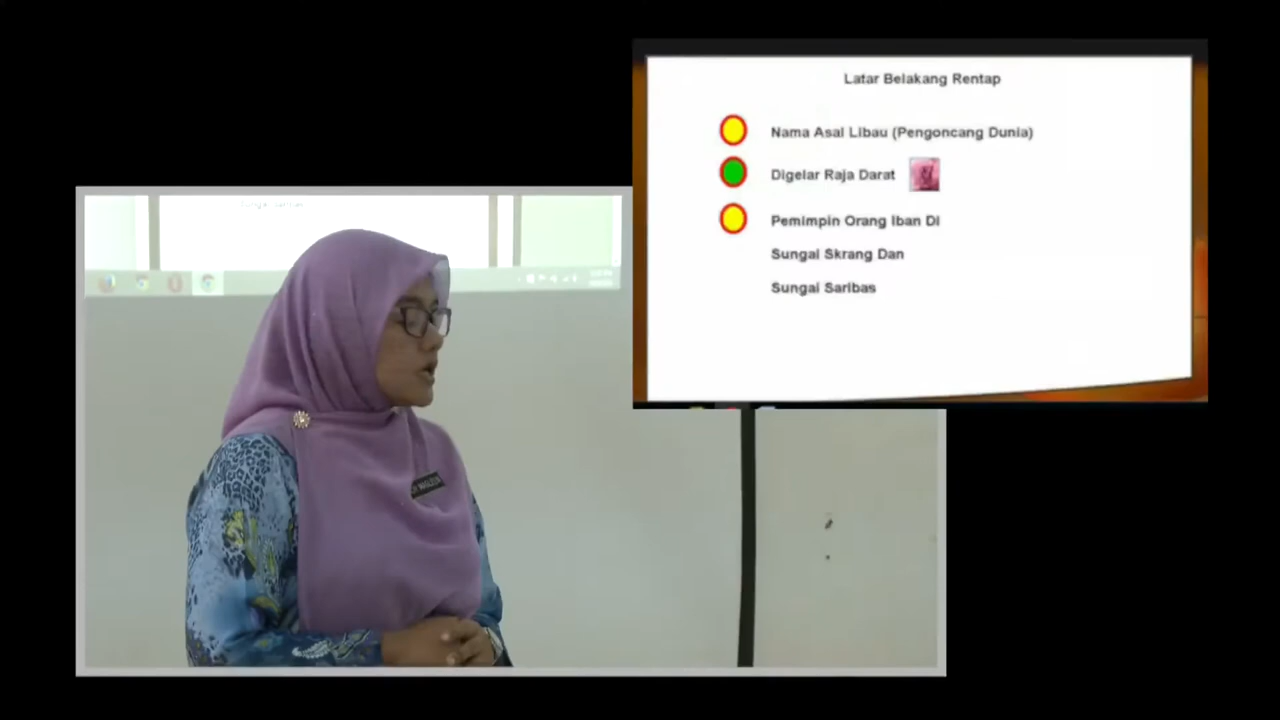 Latar Belakang Rentap
Nama Asal Libau (Pengoncang Dunia)
Digelar Raja Darat
Pemimpin Orang Iban Di
Sungai Skrang Dan
Sungai Saribas